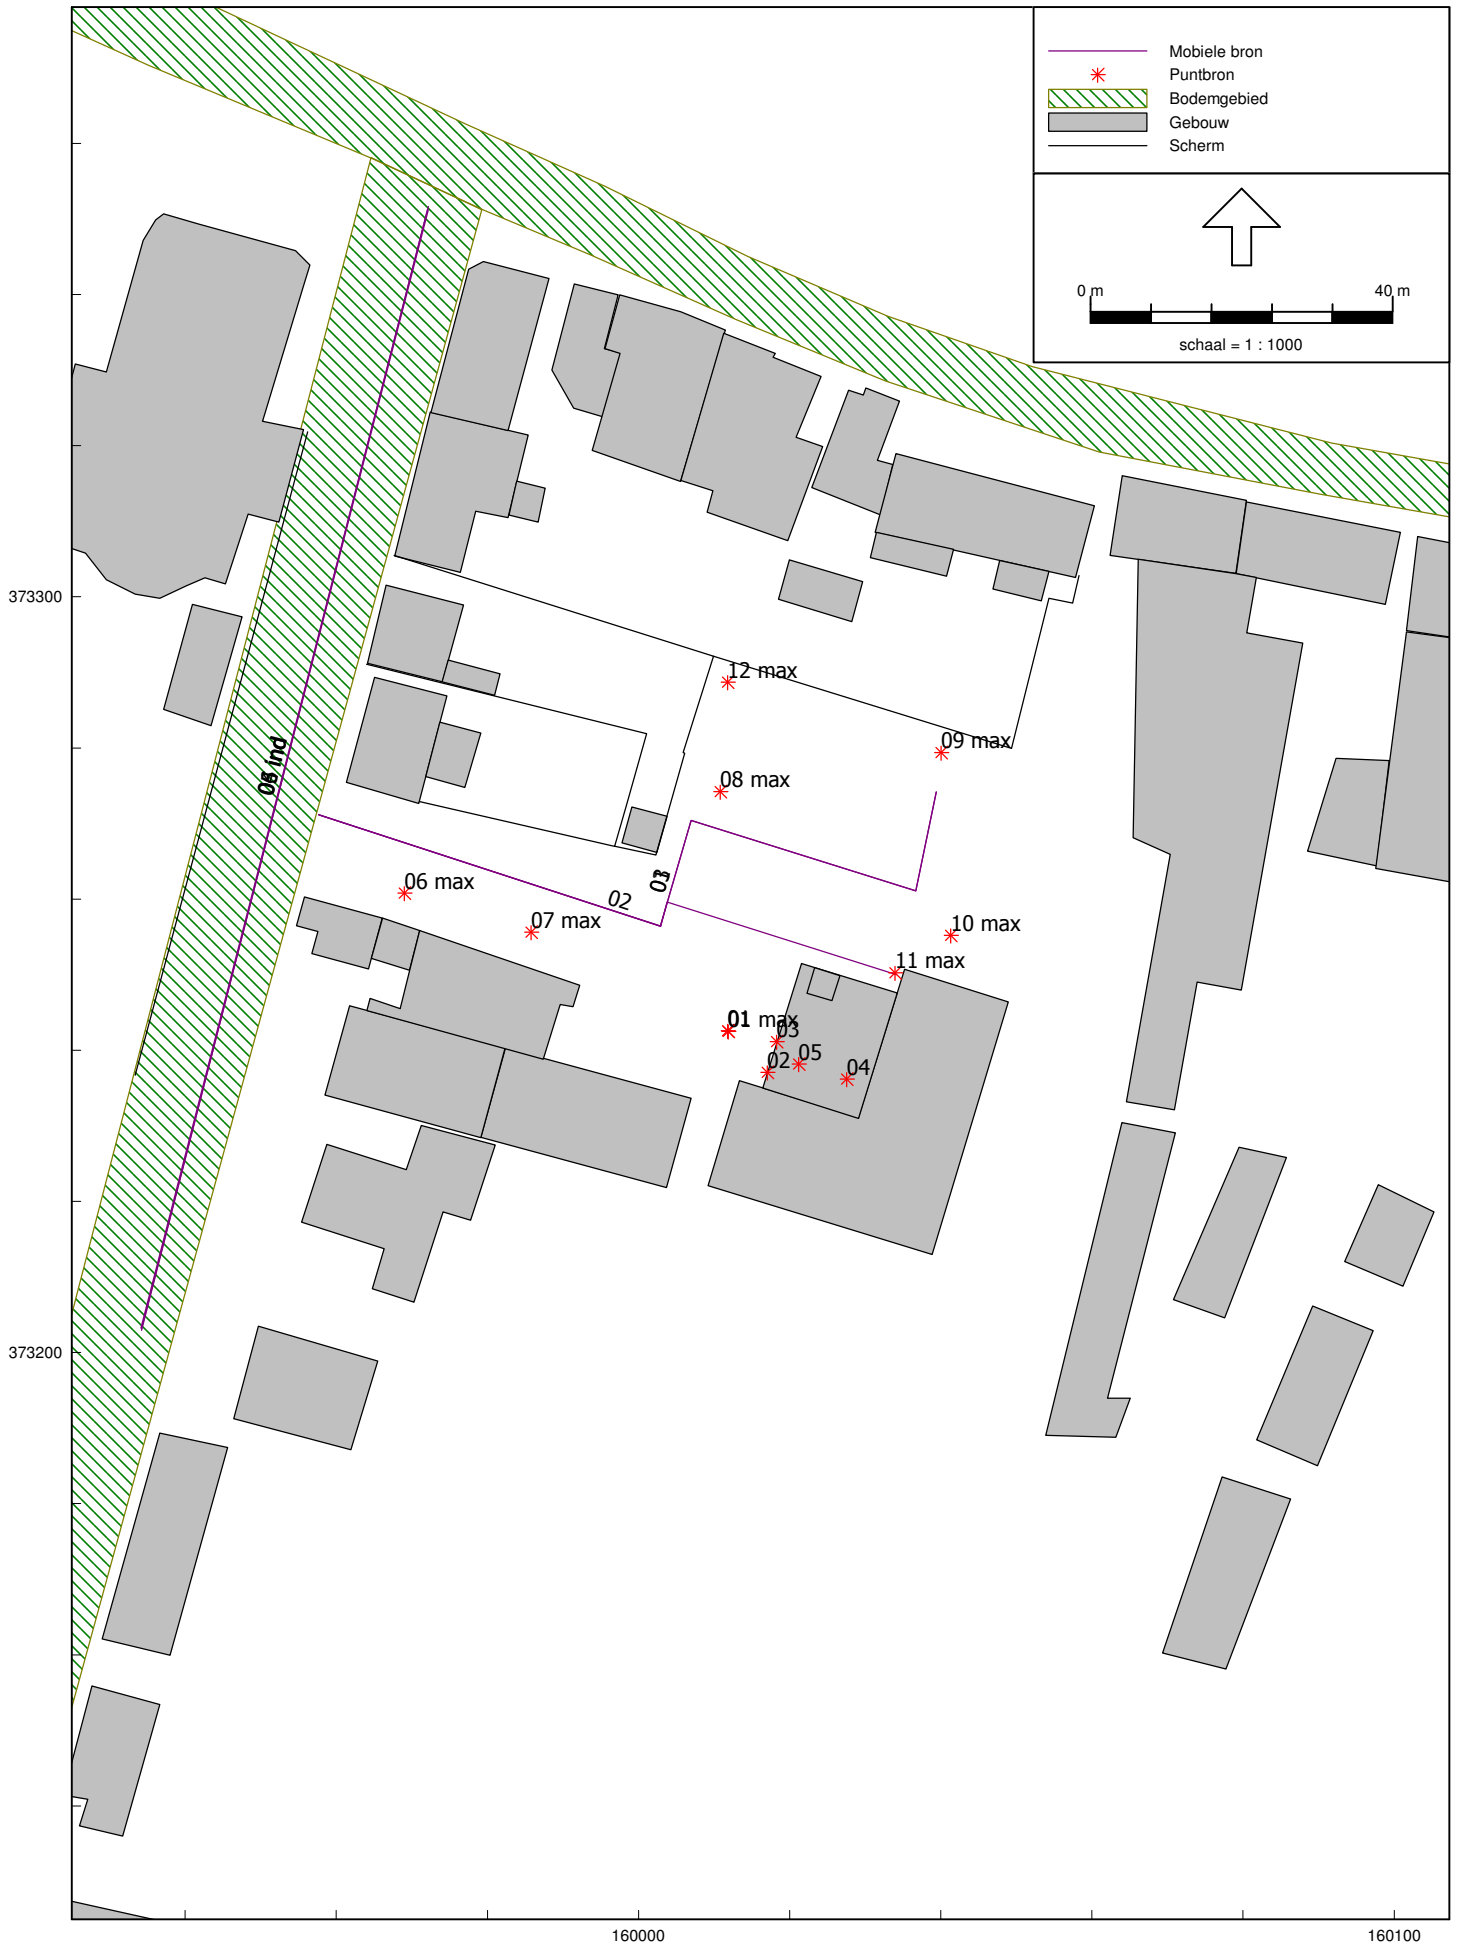 Mobiele bron
Puntbron
Bodemgebied
Gebouw
Scherm
0 m 40 m
schaal = 1 : 1000
373300
12 max
09 max
08 max
06 max
07 max
02
10 max
11 max
01 max
03
02
05
04
373200
160000
160100